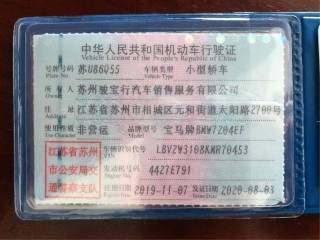 中华人民共和国机动车行驶证
Vehicle License of the People's Republic of China
号牌号码 苏U86Q55 车辆类型 小型轿车
Plate No. Vehicle Type
所有人 苏州骏宝行汽车销售服务有限公司
Owner
住址 江苏省苏州市相城区元和街道太阳路2700号
Address
使用性质 非营运 品牌型号 宝马牌BMW7204EF
Use Character Model
江苏省苏州市公安局交通警察支队
车辆识别代号 LBVZW3108KMR70453
VIN
发动机号码 4427E791
Engine No.
注册日期 2019-11-07 发证日期 2020-08-03
Register Date Issue Date